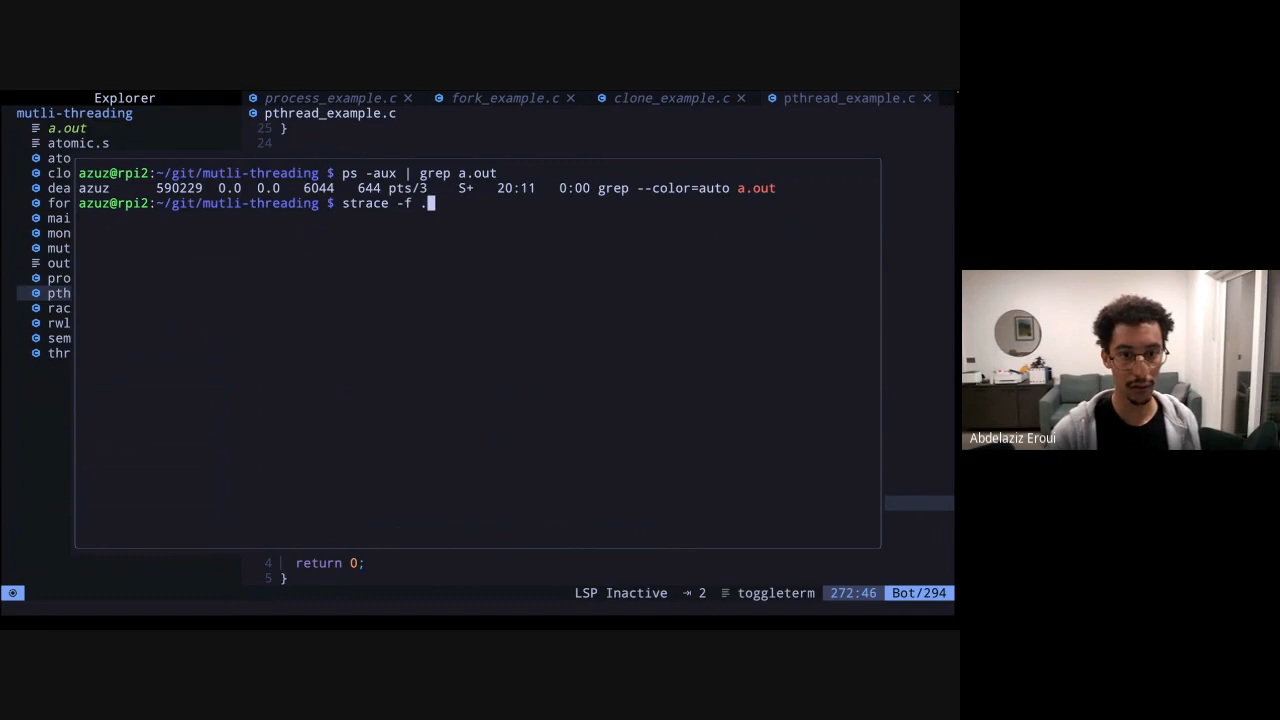 Explorer
process_example.c × fork_example.c × clone_example.c × pthread_example.c ×
mutli-threading
pthread_example.c
a.out
25 }
atomic.s
24
ato
clo
dea
for
mai
mon
mut
out
pro
pth
rac
rwl
sem
thr
azuz@rpi2:~/git/mutli-threading $ ps -aux | grep a.out
azuz 590229 0.0 0.0 6044 644 pts/3 S+ 20:11 0:00 grep --color=auto a.out
azuz@rpi2:~/git/mutli-threading $ strace -f .
4 return 0;
5 }
LSP Inactive ⇥ 2 toggleterm 272:46 Bot/294
Abdelaziz Eroui